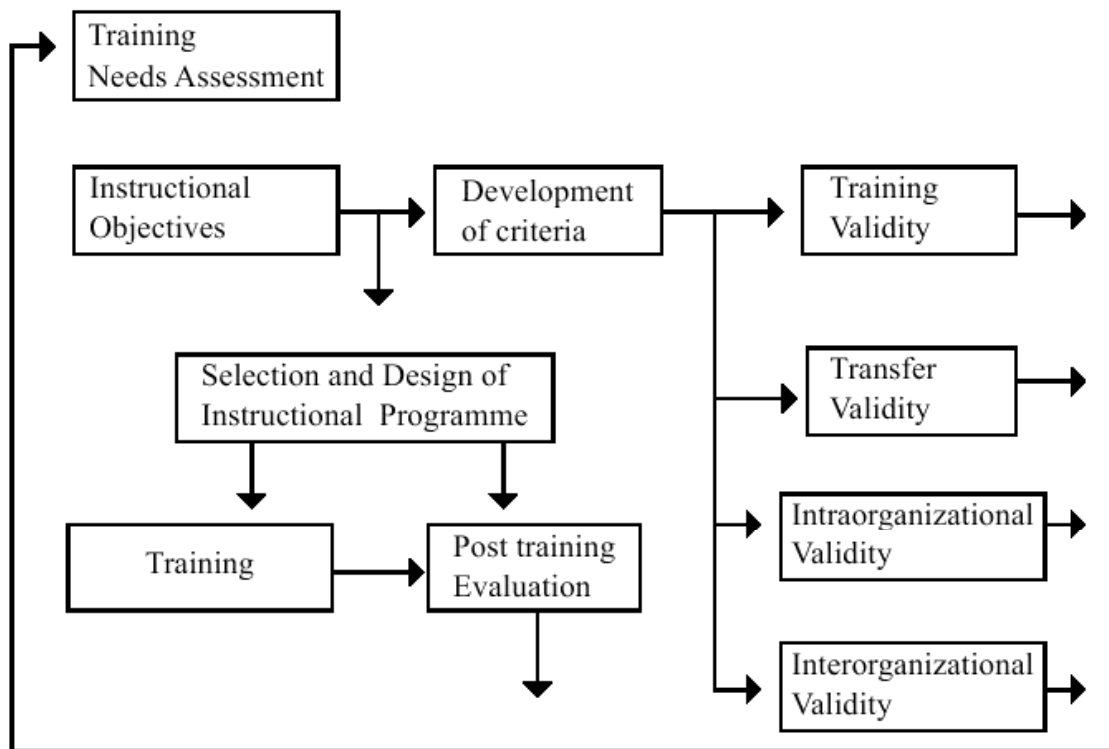 Training
Needs Assessment
Instructional
Objectives
Development
of criteria
Training
Validity
Selection and Design of
Instructional Programme
Transfer
Validity
Training
Post training
Evaluation
Intraorganizational
Validity
Interorganizational
Validity